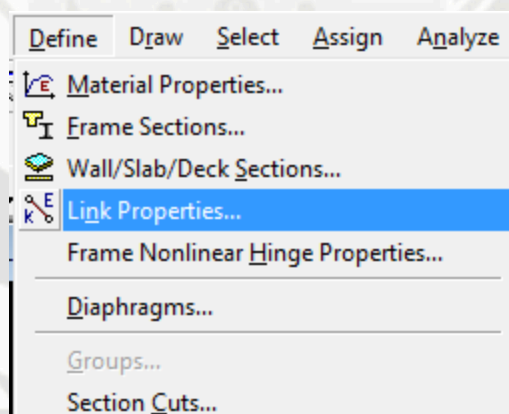 Define Draw Select Assign Analyze
Material Properties...
Frame Sections...
Wall/Slab/Deck Sections...
Link Properties...
Frame Nonlinear Hinge Properties...
Diaphragms...
Groups...
Section Cuts...